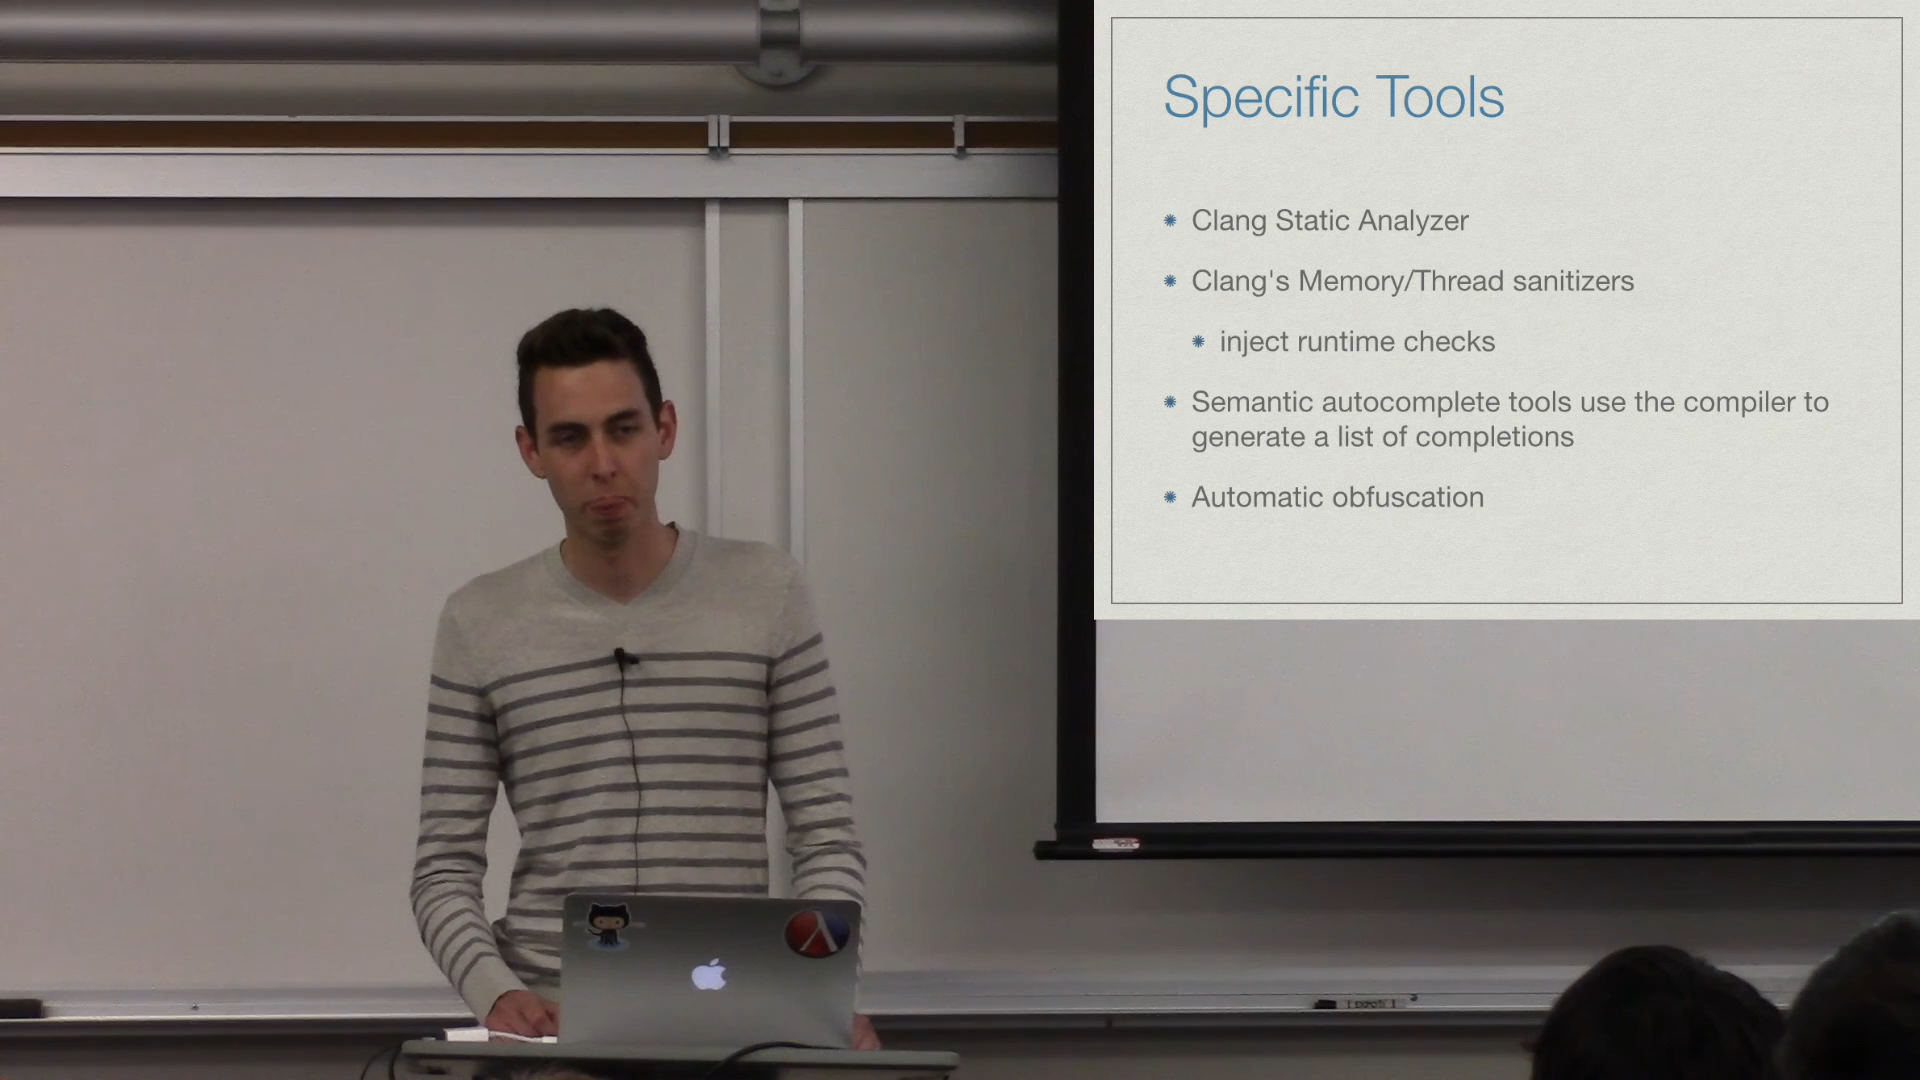 Specific Tools
Clang Static Analyzer
Clang's Memory/Thread sanitizers
inject runtime checks
Semantic autocomplete tools use the compiler to
generate a list of completions
Automatic obfuscation